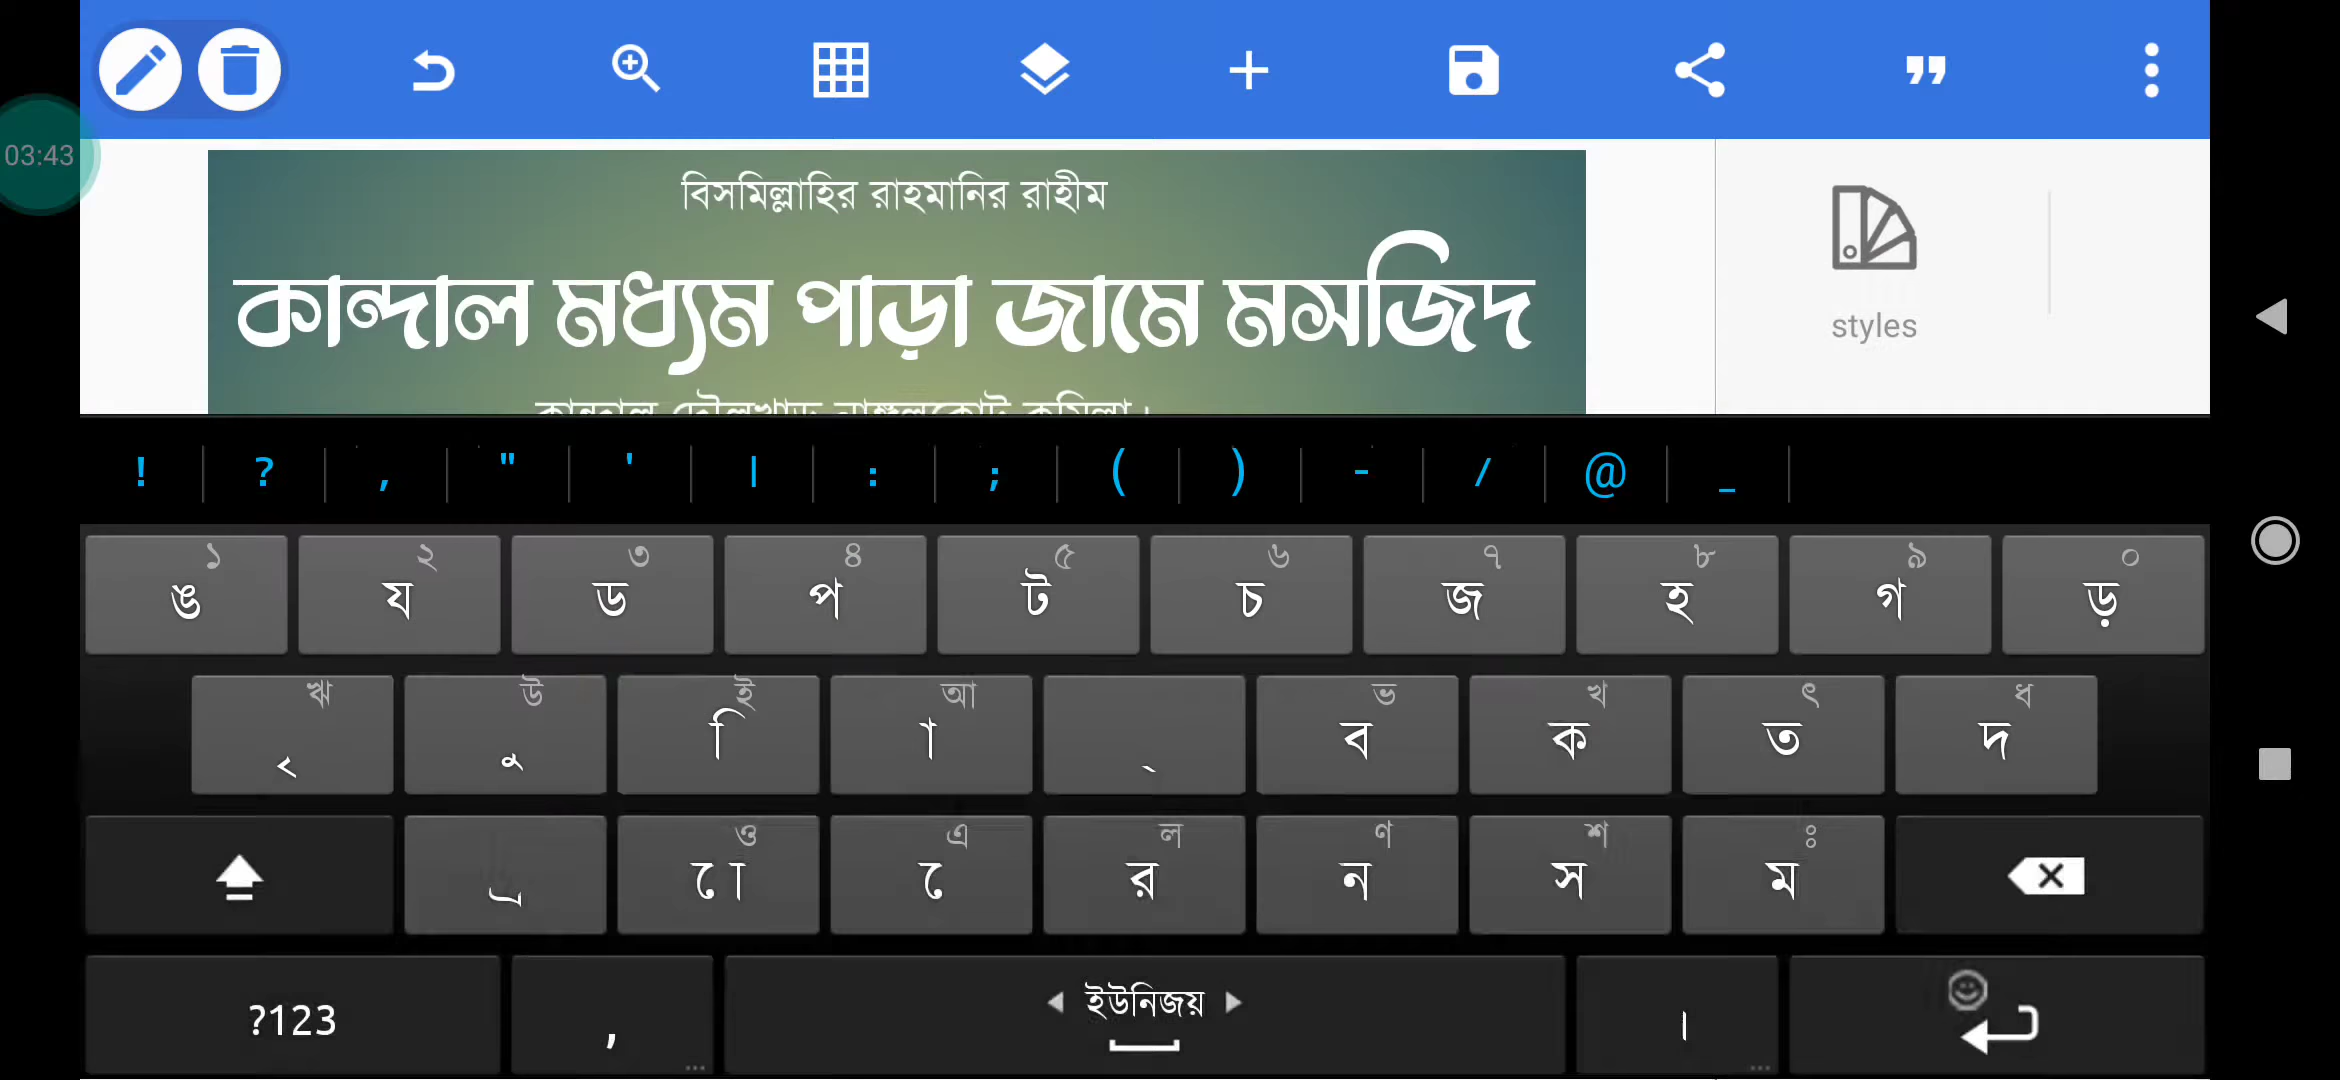 03:43
বিসমিল্লাহির রাহমানির রাহীম
কান্দাল মধ্যম পাড়া জামে মসজিদ
styles
! ? , " ' | : ; ( ) - / @ _
১ ২ ৩ ৪ ৫ ৬ ৭ ৮ ৯ ০
ঙ য ড প ট চ জ হ গ ড়
ঋ উ ই আ ভ খ ৎ ধ
ৃ ু ি া ্ ব ক ত দ
ও এ ল ণ শ ঃ
্র ো ে র ন স ম
?123 , ইউনিজয় ।